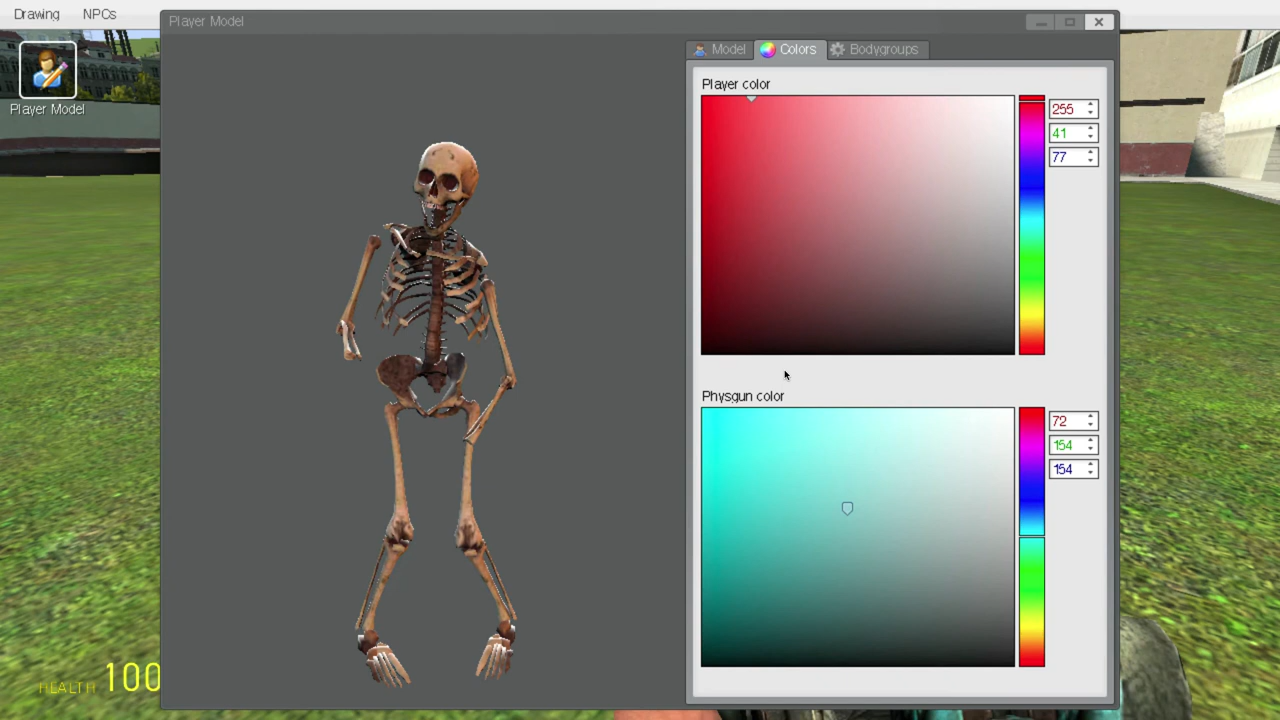 Drawing NPCs
Player Model
Player Model
Model Colors Bodygroups
Player color
255
41
77
Physgun color
72
154
154
HEALTH 100